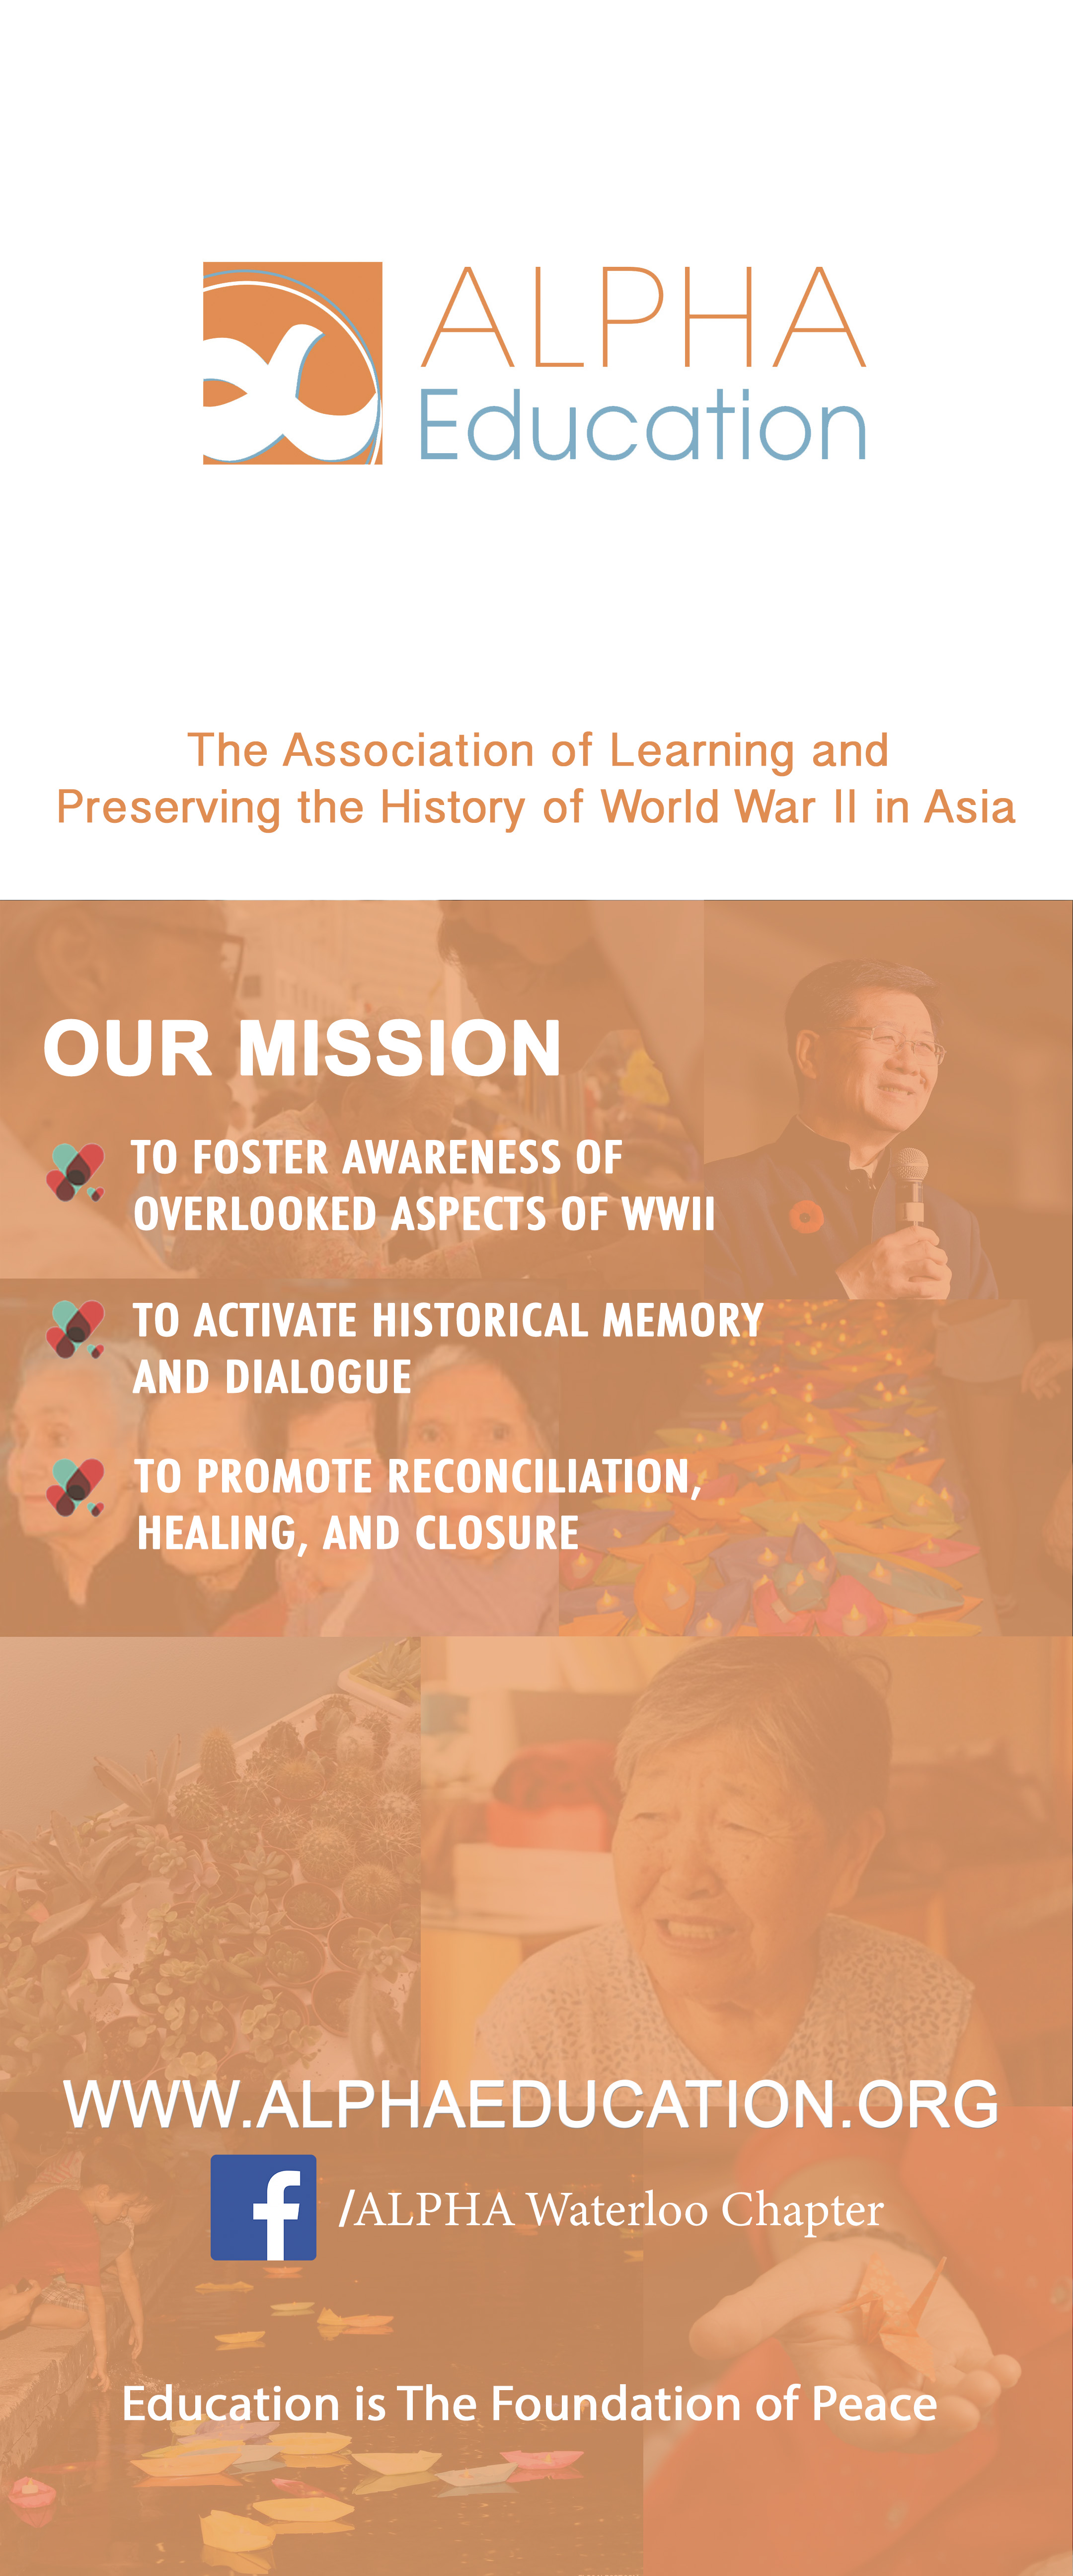 ALPHA
Education
The Association of Learning and
Preserving the History of World War II in Asia
OUR MISSION
TO FOSTER AWARENESS OF
OVERLOOKED ASPECTS OF WWII
TO ACTIVATE HISTORICAL MEMORY
AND DIALOGUE
TO PROMOTE RECONCILIATION,
HEALING, AND CLOSURE
WWW.ALPHAEDUCATION.ORG
f /ALPHA Waterloo Chapter
Education is The Foundation of Peace